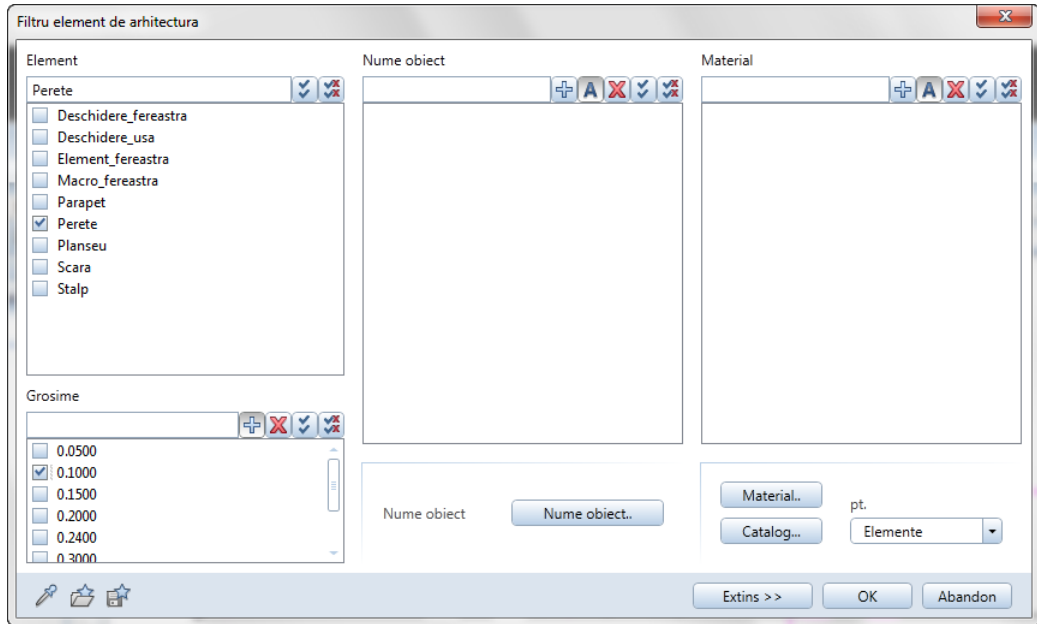 Filtru element de arhitectura
Element
Perete
Deschidere_fereastra
Deschidere_usa
Element_fereastra
Macro_fereastra
Parapet
Perete
Planseu
Scara
Stalp
Grosime
0.0500
0.1000
0.1500
0.2000
0.2400
0.3000
Nume obiect
A
Nume obiect
Nume obiect..
Material
A
Material..
Catalog...
pt.
Elemente
Extins >>
OK
Abandon